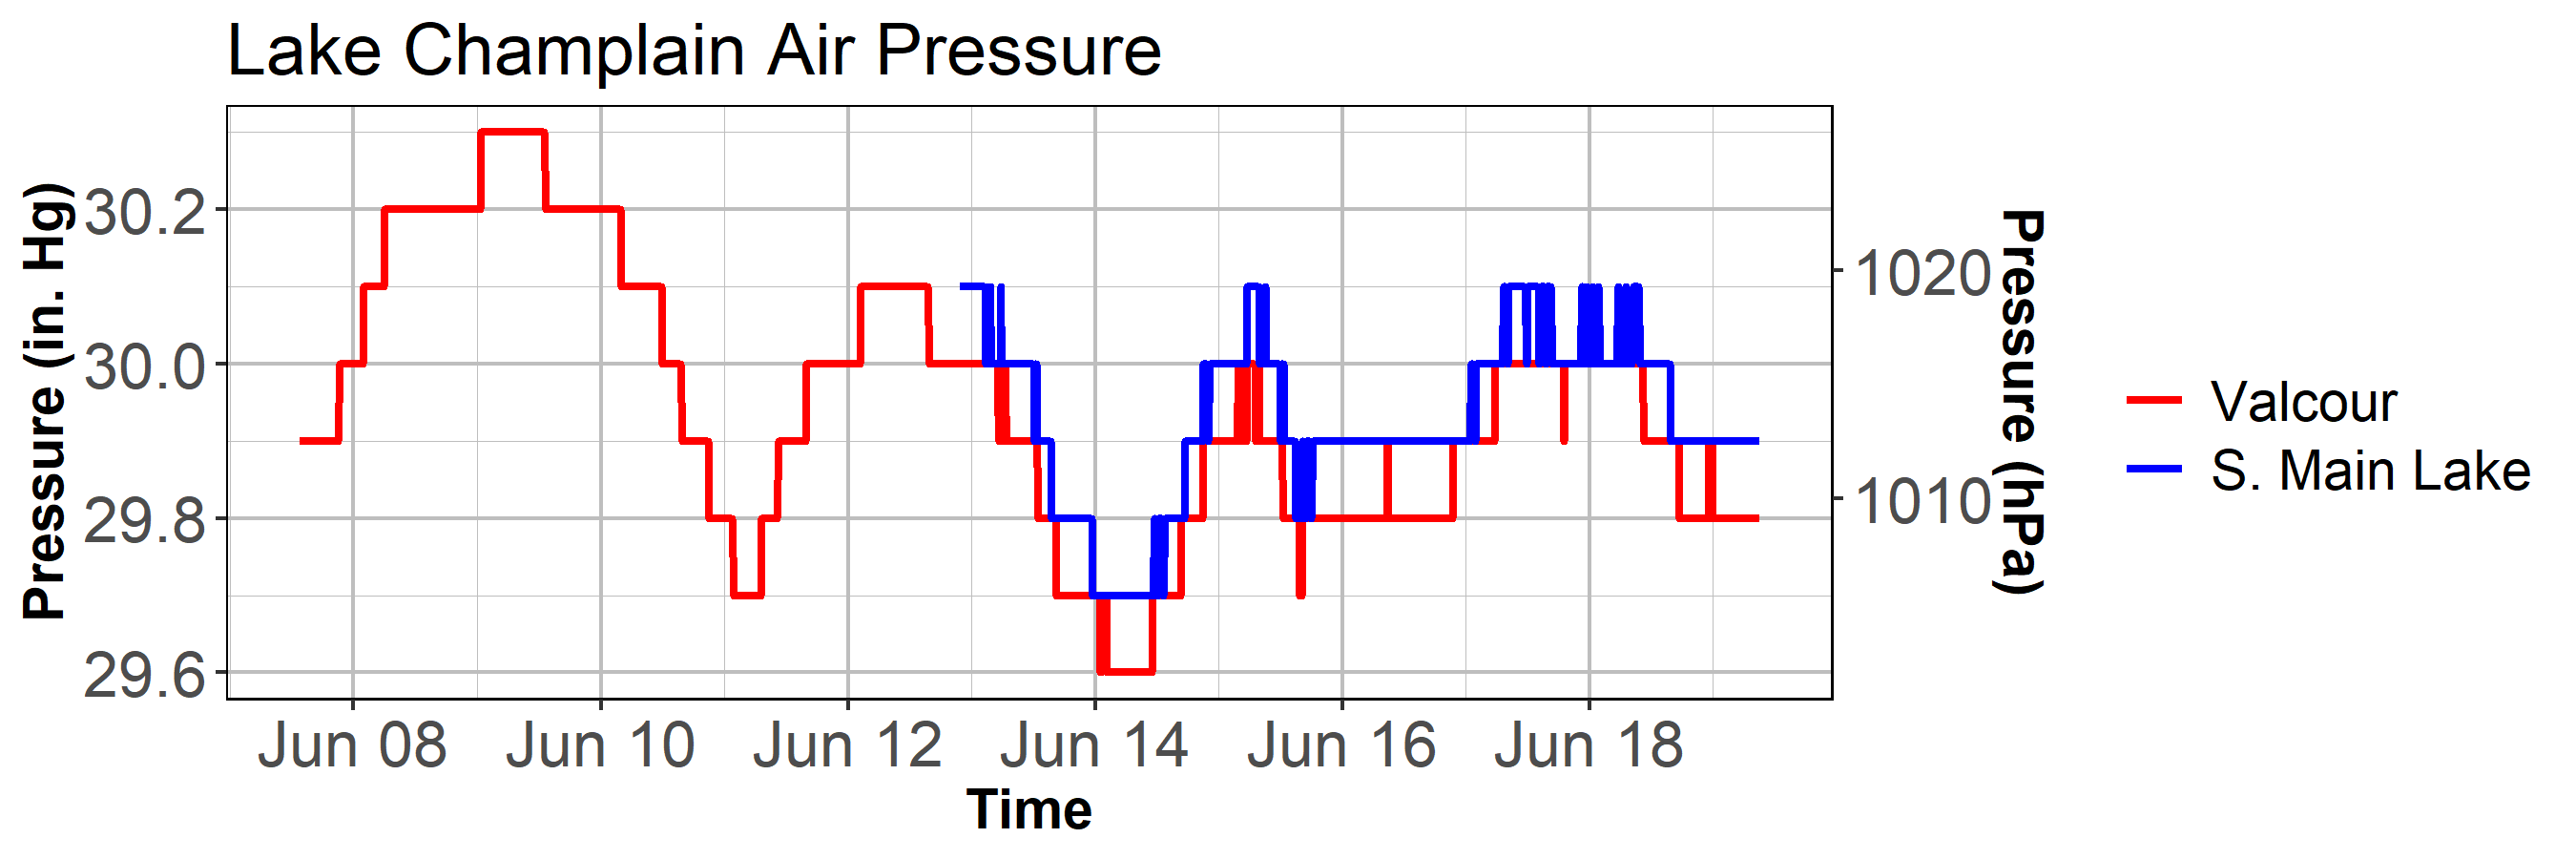 Lake Champlain Air Pressure
Pressure (in. Hg)
30.2
30.0
29.8
29.6
1020
1010
Pressure (hPa)
Jun 08
Jun 10
Jun 12
Jun 14
Jun 16
Jun 18
Time
Valcour
S. Main Lake